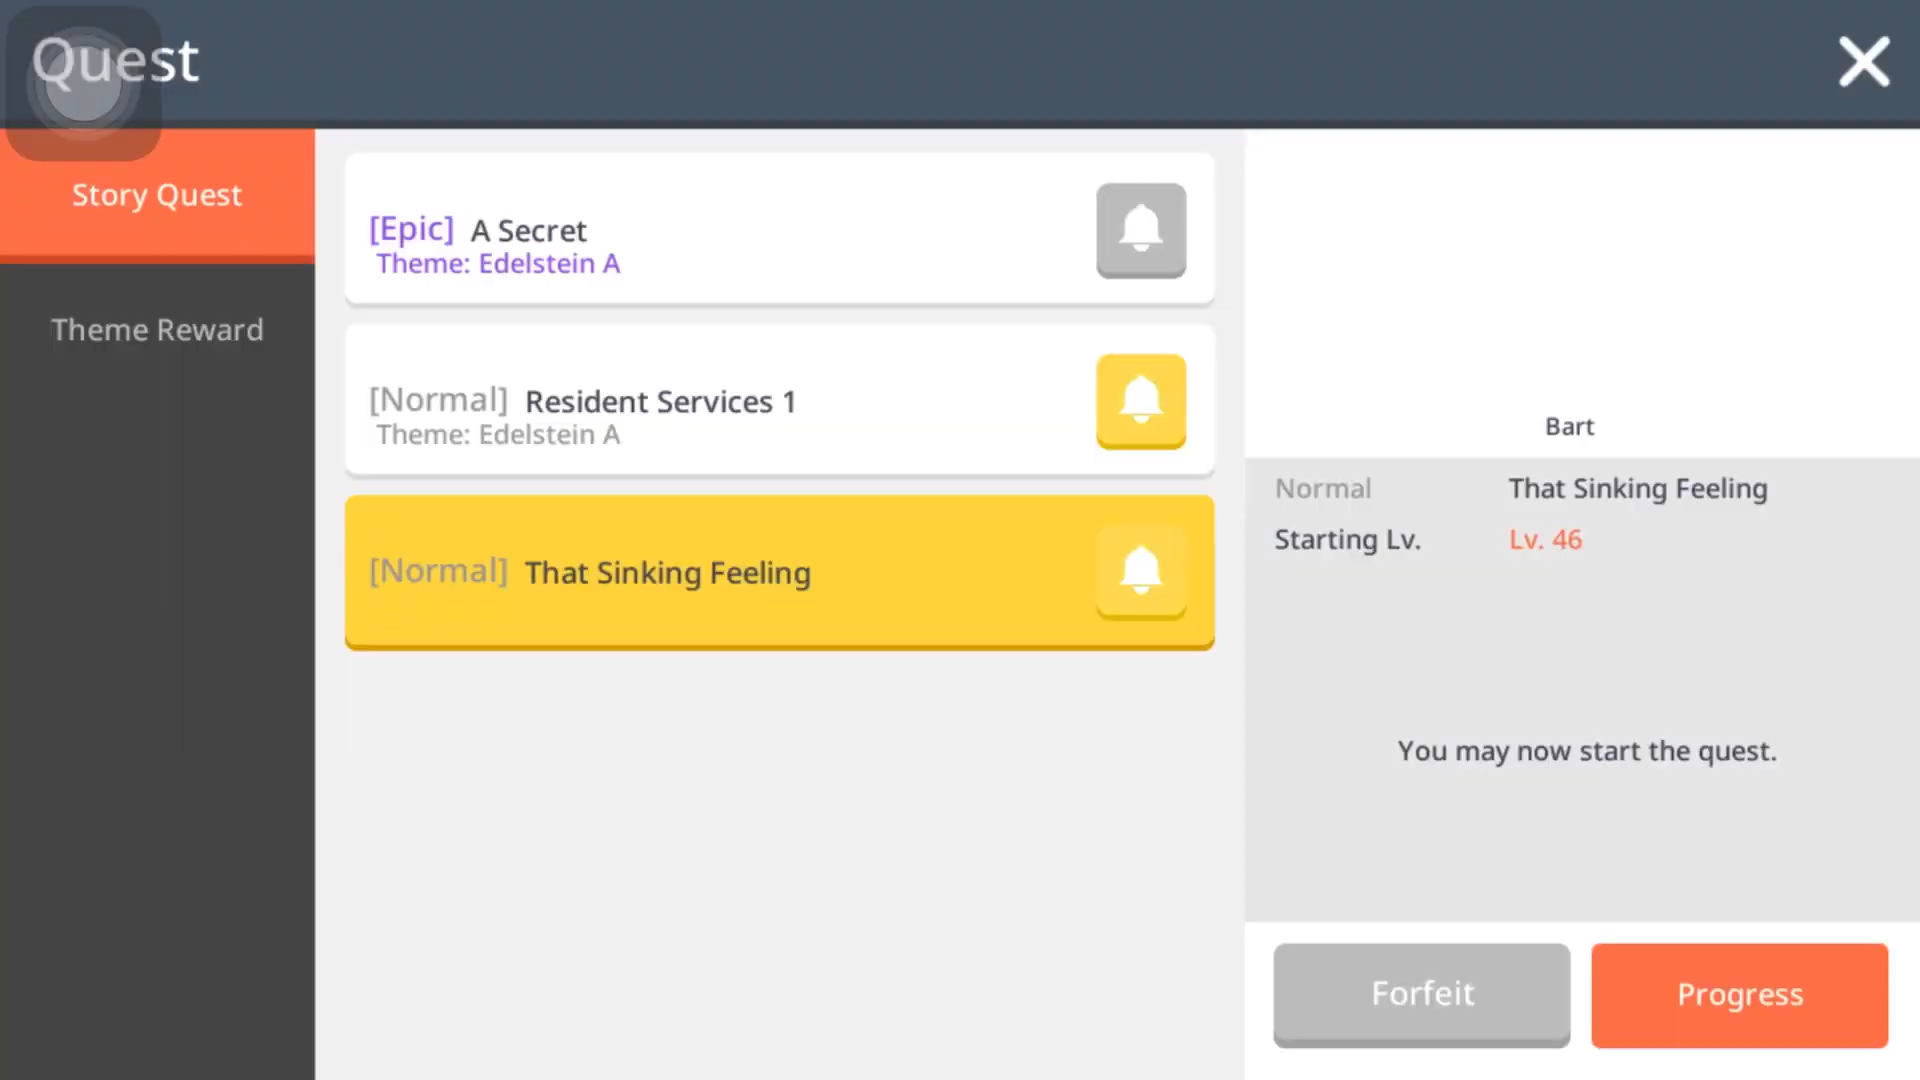 Quest
Story Quest
Theme Reward
[Epic] A Secret
Theme: Edelstein A
[Normal] Resident Services 1
Theme: Edelstein A
[Normal] That Sinking Feeling
Bart
Normal That Sinking Feeling
Starting Lv. Lv. 46
You may now start the quest.
Forfeit
Progress